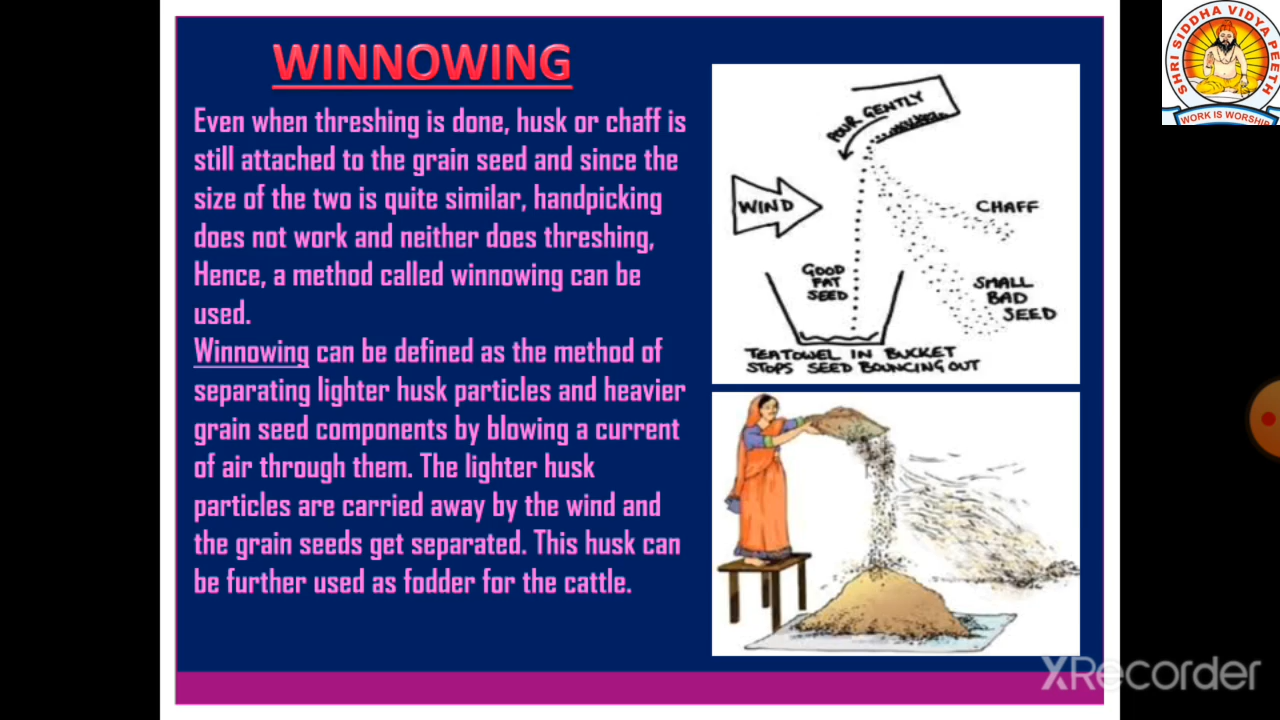 WINNOWING
Even when threshing is done, husk or chaff is
still attached to the grain seed and since the
size of the two is quite similar, handpicking
does not work and neither does threshing,
Hence, a method called winnowing can be
used.
Winnowing can be defined as the method of
separating lighter husk particles and heavier
grain seed components by blowing a current
of air through them. The lighter husk
particles are carried away by the wind and
the grain seeds get separated. This husk can
be further used as fodder for the cattle.
POUR GENTLY
WIND
CHAFF
GOOD
FAT
SEED
SMALL
BAD
SEED
TEATOWEL IN BUCKET
STOPS SEED BOUNCING OUT
SHRI SIDDHA VIDYA PEETH
WORK IS WORSHIP
XRecorder